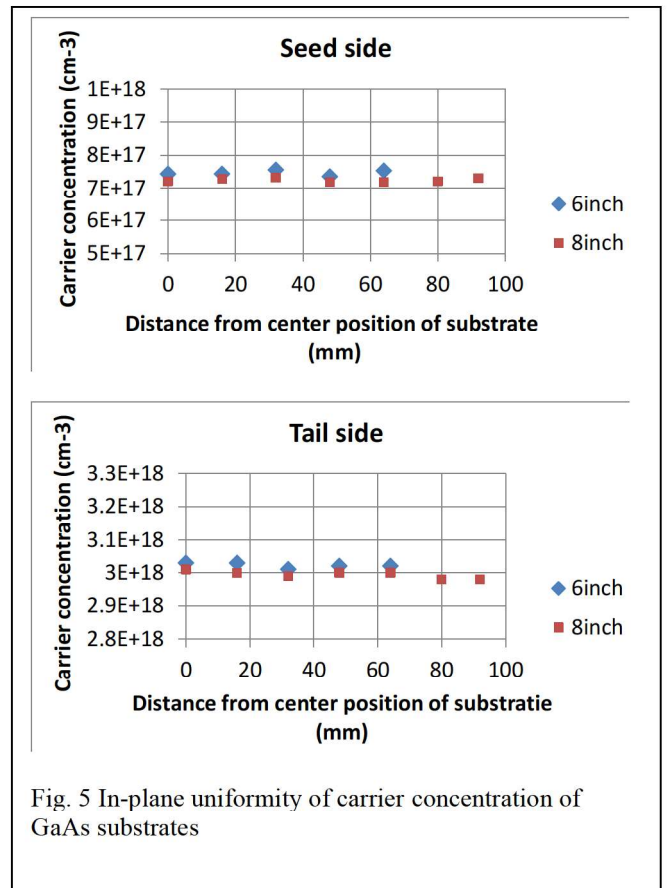 Seed side
Carrier concentration (cm-3)
1E+18
9E+17
8E+17
7E+17
6E+17
5E+17
0 20 40 60 80 100
Distance from center position of substrate
(mm)
6inch
8inch
Tail side
Carrier concentration (cm-3)
3.3E+18
3.2E+18
3.1E+18
3E+18
2.9E+18
2.8E+18
0 20 40 60 80 100
Distance from center position of substratie
(mm)
6inch
8inch
Fig. 5 In-plane uniformity of carrier concentration of
GaAs substrates